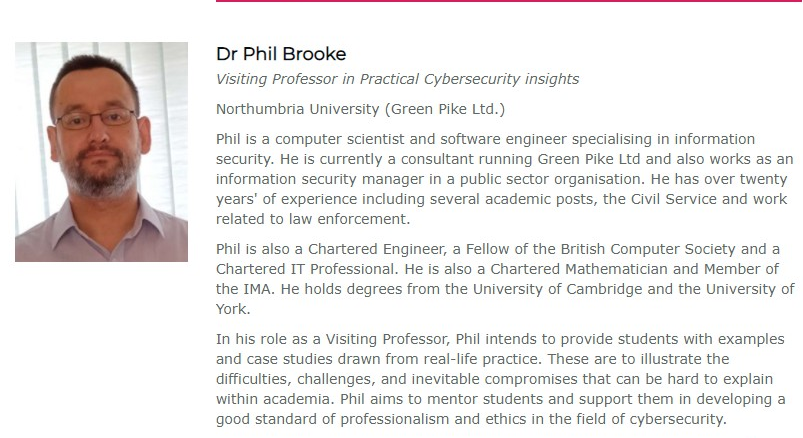 Dr Phil Brooke
Visiting Professor in Practical Cybersecurity insights
Northumbria University (Green Pike Ltd.)
Phil is a computer scientist and software engineer specialising in information
security. He is currently a consultant running Green Pike Ltd and also works as an
information security manager in a public sector organisation. He has over twenty
years' of experience including several academic posts, the Civil Service and work
related to law enforcement.
Phil is also a Chartered Engineer, a Fellow of the British Computer Society and a
Chartered IT Professional. He is also a Chartered Mathematician and Member of
the IMA. He holds degrees from the University of Cambridge and the University of
York.
In his role as a Visiting Professor, Phil intends to provide students with examples
and case studies drawn from real-life practice. These are to illustrate the
difficulties, challenges, and inevitable compromises that can be hard to explain
within academia. Phil aims to mentor students and support them in developing a
good standard of professionalism and ethics in the field of cybersecurity.